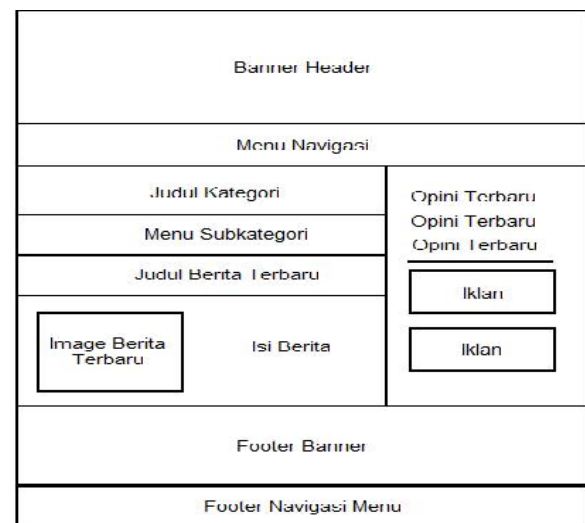 Banner Header
Menu Navigasi
Judul Kategori
Menu Subkategori
Judul Berita Terbaru
Image Berita
Terbaru
Isi Berita
Opini Terbaru
Opini Terbaru
Opini Terbaru
Iklan
Iklan
Footer Banner
Footer Navigasi Menu